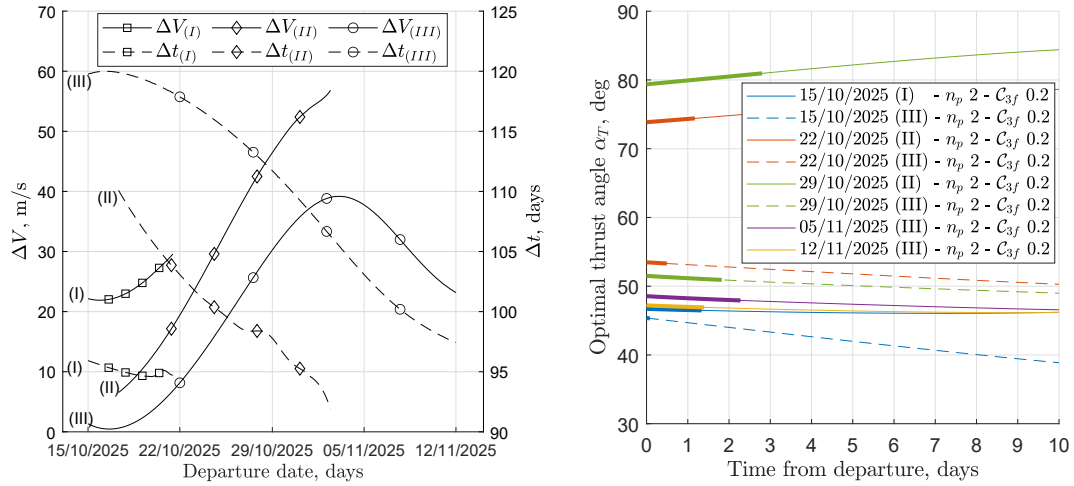 ΔV(I) ΔV(II) ΔV(III)
Δt(I) Δt(II) Δt(III)
ΔV, m/s
60
50
40
30
20
10
0
(III)
(II)
(I)
(I)
(II)
(III)
125
120
115
110
105
100
95
90
Δt, days
15/10/2025 22/10/2025 29/10/2025 05/11/2025 12/11/2025
Departure date, days
Optimal thrust angle αT, deg
90
80
70
60
50
40
30
15/10/2025 (I) - np 2 - C3f 0.2
15/10/2025 (III) - np 2 - C3f 0.2
22/10/2025 (II) - np 2 - C3f 0.2
22/10/2025 (III) - np 2 - C3f 0.2
29/10/2025 (II) - np 2 - C3f 0.2
29/10/2025 (III) - np 2 - C3f 0.2
05/11/2025 (III) - np 2 - C3f 0.2
12/11/2025 (III) - np 2 - C3f 0.2
0 1 2 3 4 5 6 7 8 9 10
Time from departure, days